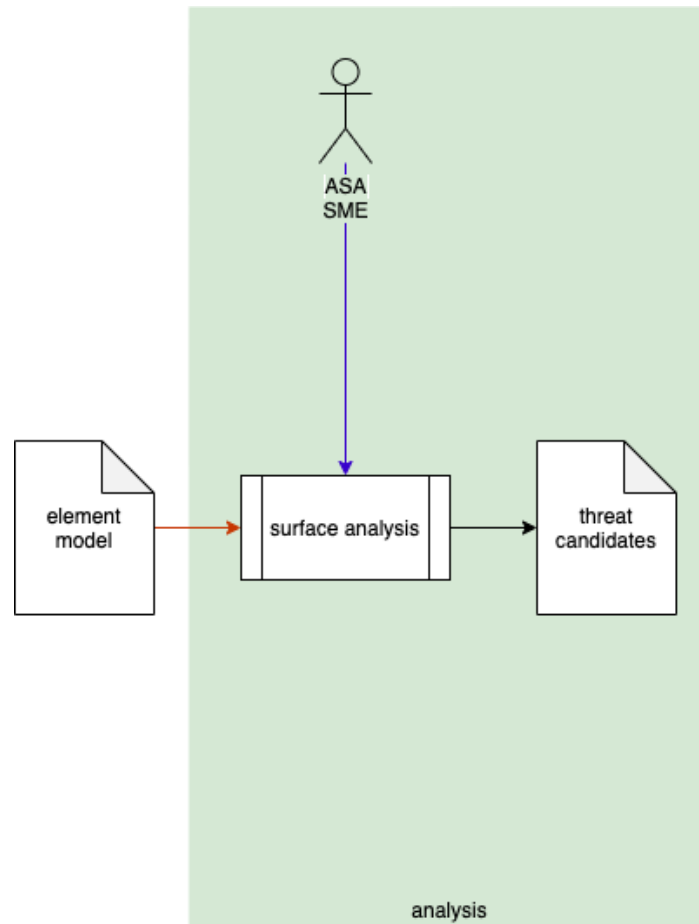 ASA
SME
element
model
surface analysis
threat
candidates
analysis